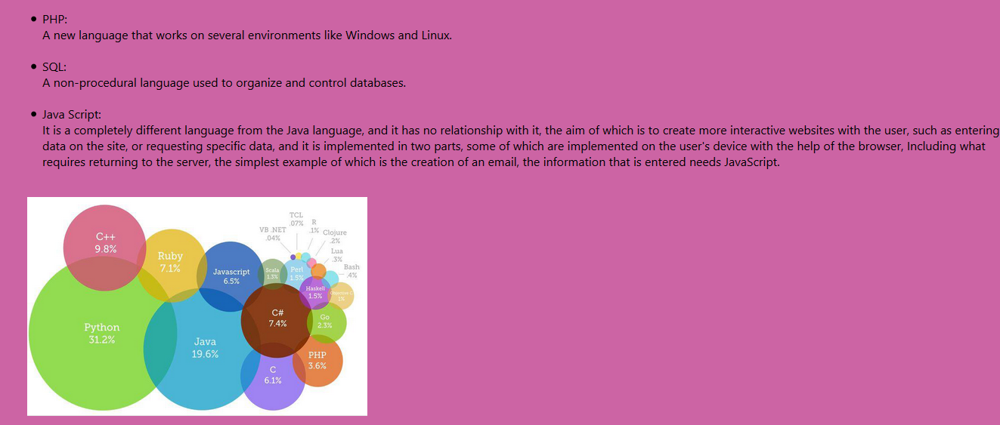 PHP:
A new language that works on several environments like Windows and Linux.
SQL:
A non-procedural language used to organize and control databases.
Java Script:
It is a completely different language from the Java language, and it has no relationship with it, the aim of which is to create more interactive websites with the user, such as entering
data on the site, or requesting specific data, and it is implemented in two parts, some of which are implemented on the user's device with the help of the browser, Including what
requires returning to the server, the simplest example of which is the creation of an email, the information that is entered needs JavaScript.
TCL
.07%
R
.1%
VB .NET
.04%
Clojure
.2%
Lua
.3%
Bash
.4%
C++
9.8%
Ruby
7.1%
Javascript
6.5%
Scala
1.3%
Perl
1.5%
Haskell
1.5%
Objective C
1%
C#
7.4%
Go
2.3%
Python
31.2%
Java
19.6%
PHP
3.6%
C
6.1%